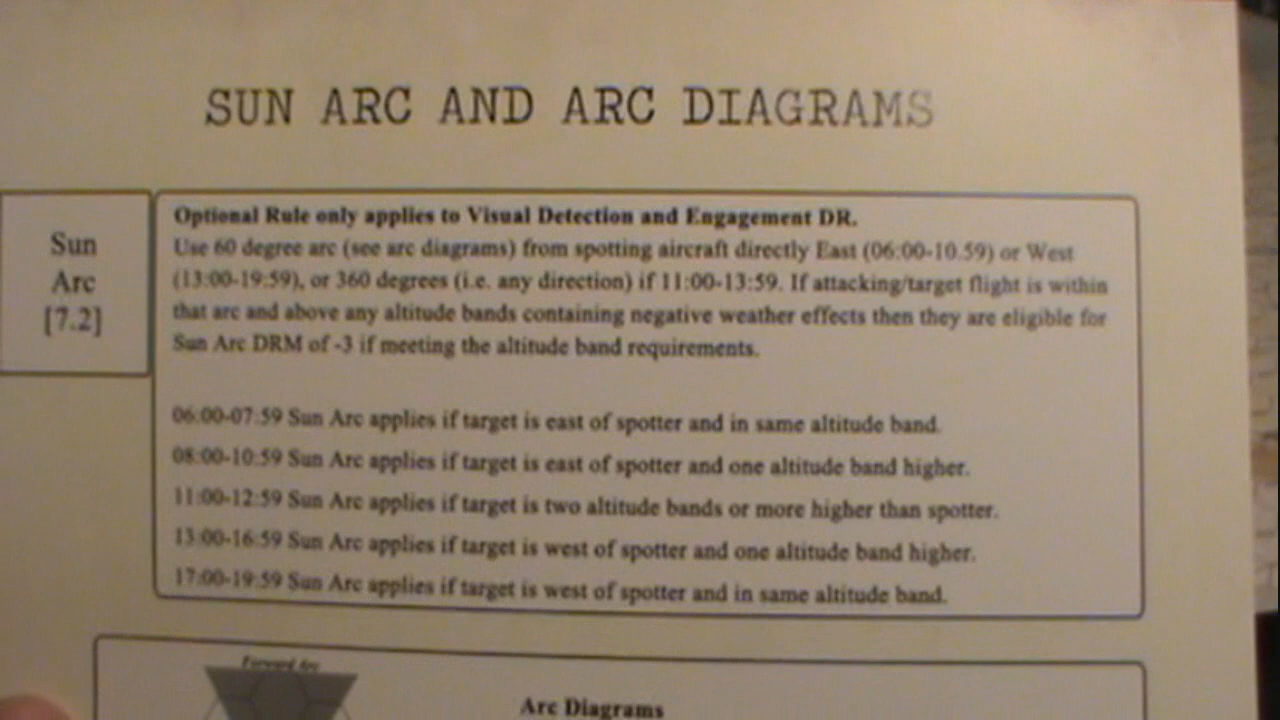 SUN ARC AND ARC DIAGRAMS
Sun
Arc
[7.2]
Optional Rule only applies to Visual Detection and Engagement DR.
Use 60 degree arc (see arc diagrams) from spotting aircraft directly East (06:00-10.59) or West
(13:00-19:59), or 360 degrees (i.e. any direction) if 11:00-13:59. If attacking/target flight is within
that arc and above any altitude bands containing negative weather effects then they are eligible for
Sun Arc DRM of -3 if meeting the altitude band requirements.
06:00-07:59 Sun Arc applies if target is east of spotter and in same altitude band.
08:00-10:59 Sun Arc applies if target is east of spotter and one altitude band higher.
11:00-12:59 Sun Arc applies if target is two altitude bands or more higher than spotter.
13:00-16:59 Sun Arc applies if target is west of spotter and one altitude band higher.
17:00-19:59 Sun Arc applies if target is west of spotter and in same altitude band.
Forward Arc
Arc Diagrams